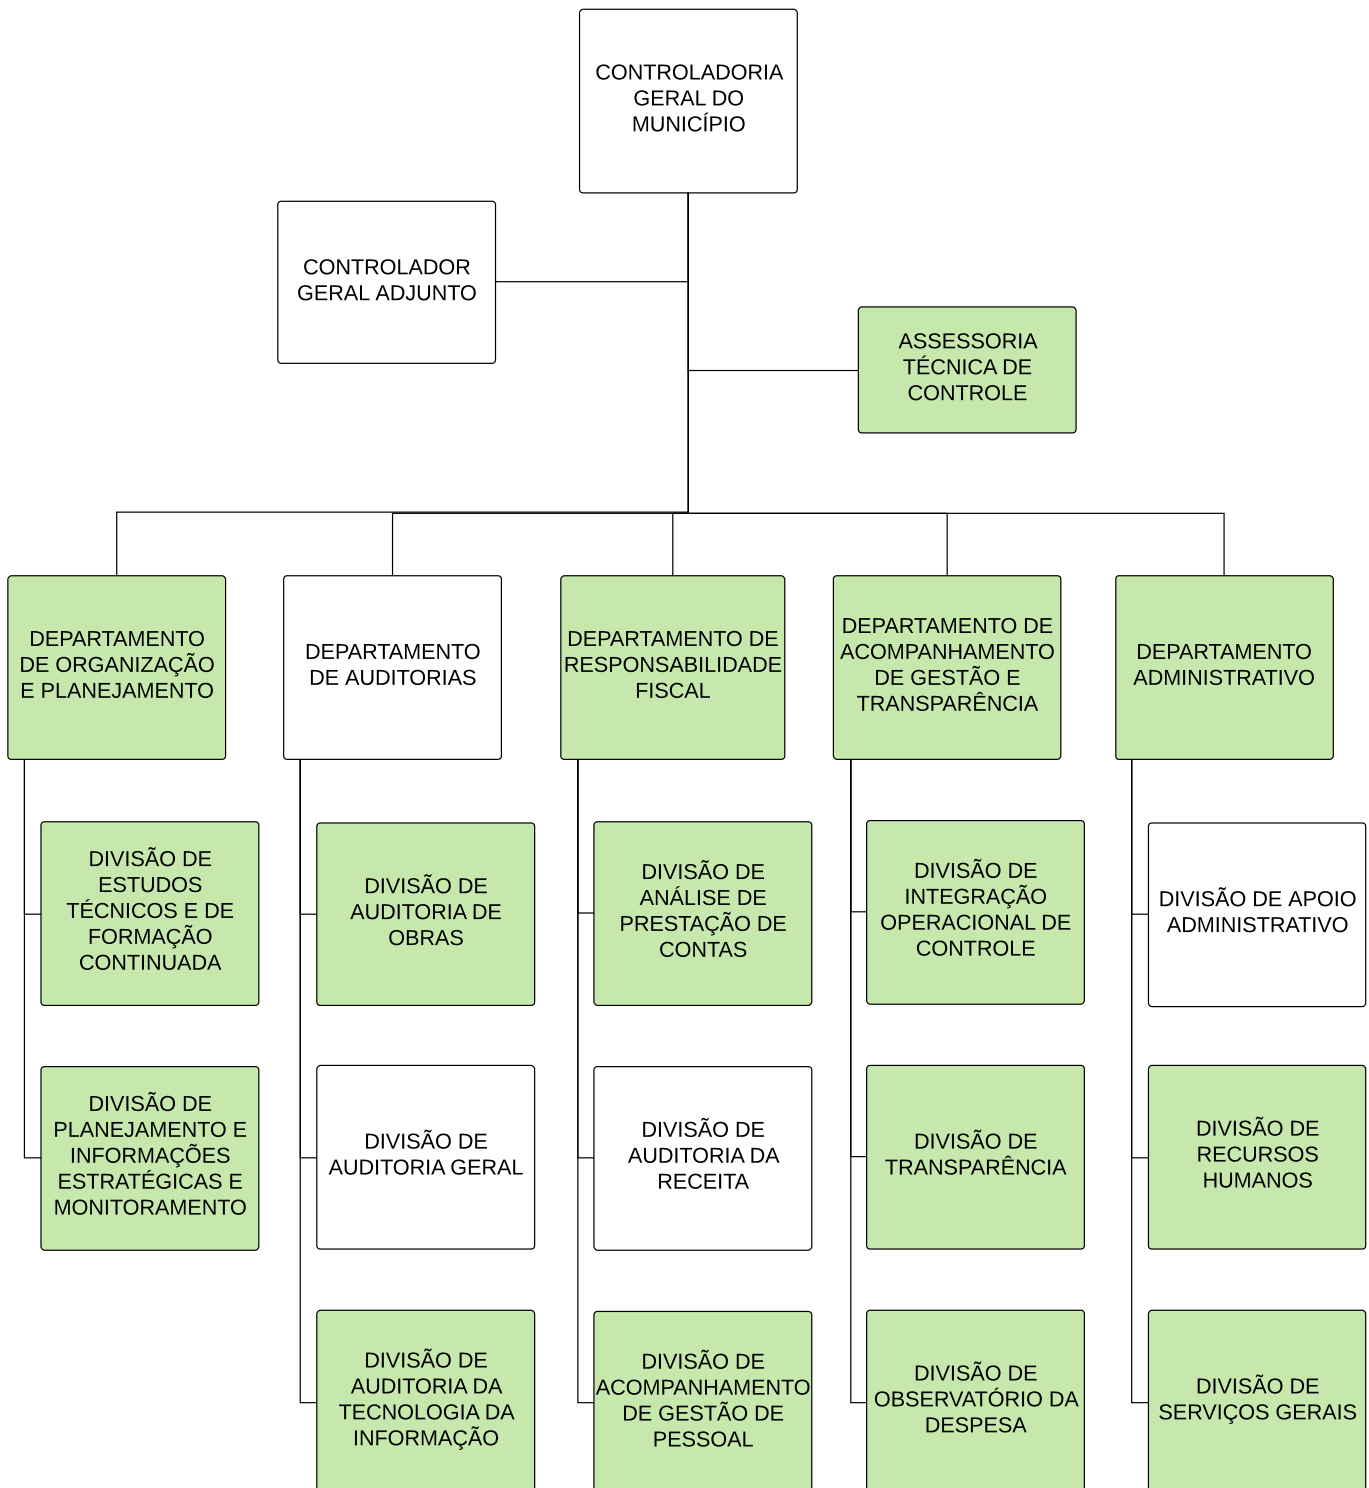 CONTROLADORIA
GERAL DO
MUNICÍPIO
CONTROLADOR
GERAL ADJUNTO
ASSESSORIA
TÉCNICA DE
CONTROLE
DEPARTAMENTO
DE ORGANIZAÇÃO
E PLANEJAMENTO
DEPARTAMENTO
DE AUDITORIAS
DEPARTAMENTO DE
RESPONSABILIDADE
FISCAL
DEPARTAMENTO DE
ACOMPANHAMENTO
DE GESTÃO E
TRANSPARÊNCIA
DEPARTAMENTO
ADMINISTRATIVO
DIVISÃO DE
ESTUDOS
TÉCNICOS E DE
FORMAÇÃO
CONTINUADA
DIVISÃO DE
AUDITORIA DE
OBRAS
DIVISÃO DE
ANÁLISE DE
PRESTAÇÃO DE
CONTAS
DIVISÃO DE
INTEGRAÇÃO
OPERACIONAL DE
CONTROLE
DIVISÃO DE APOIO
ADMINISTRATIVO
DIVISÃO DE
PLANEJAMENTO E
INFORMAÇÕES
ESTRATÉGICAS E
MONITORAMENTO
DIVISÃO DE
AUDITORIA GERAL
DIVISÃO DE
AUDITORIA DA
RECEITA
DIVISÃO DE
TRANSPARÊNCIA
DIVISÃO DE
RECURSOS
HUMANOS
DIVISÃO DE
AUDITORIA DA
TECNOLOGIA DA
INFORMAÇÃO
DIVISÃO DE
ACOMPANHAMENTO
DE GESTÃO DE
PESSOAL
DIVISÃO DE
OBSERVATÓRIO DA
DESPESA
DIVISÃO DE
SERVIÇOS GERAIS